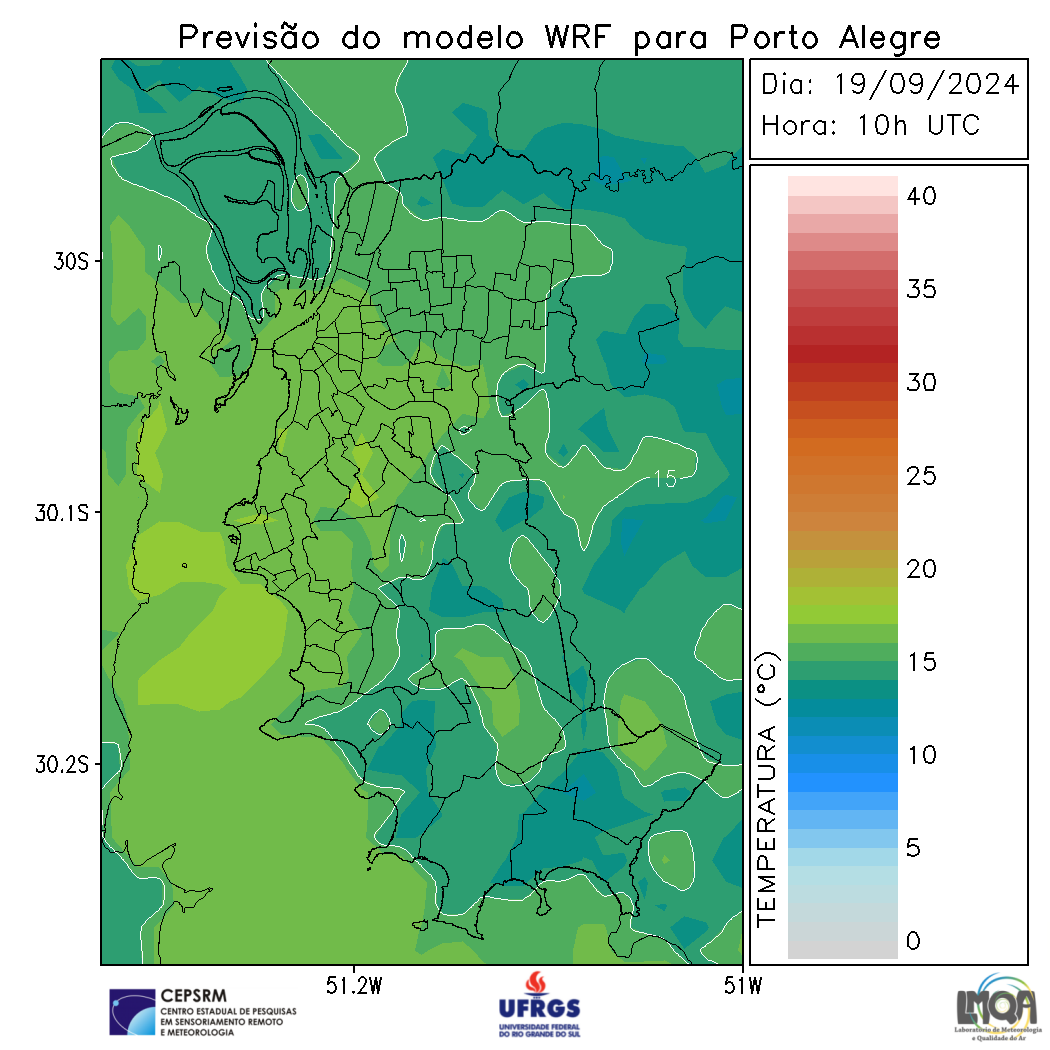 Previsão do modelo WRF para Porto Alegre
Dia: 19/09/2024
Hora: 10h UTC
30S
30.1S
30.2S
51.2W
51W
15
TEMPERATURA (°C)
40
35
30
25
20
15
10
5
0
CEPSRM
CENTRO ESTADUAL DE PESQUISAS
EM SENSORIAMENTO REMOTO
E METEOROLOGIA
UFRGS
UNIVERSIDADE FEDERAL
DO RIO GRANDE DO SUL
LMQA
Laboratório de Meteorologia
e Qualidade do Ar